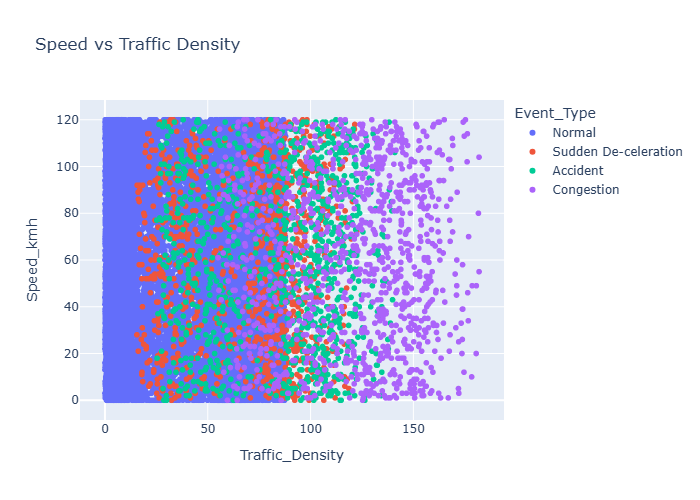 Speed vs Traffic Density
Event_Type
Normal
Sudden De-celeration
Accident
Congestion
120
100
80
60
40
20
0
Speed_kmh
0
50
100
150
Traffic_Density